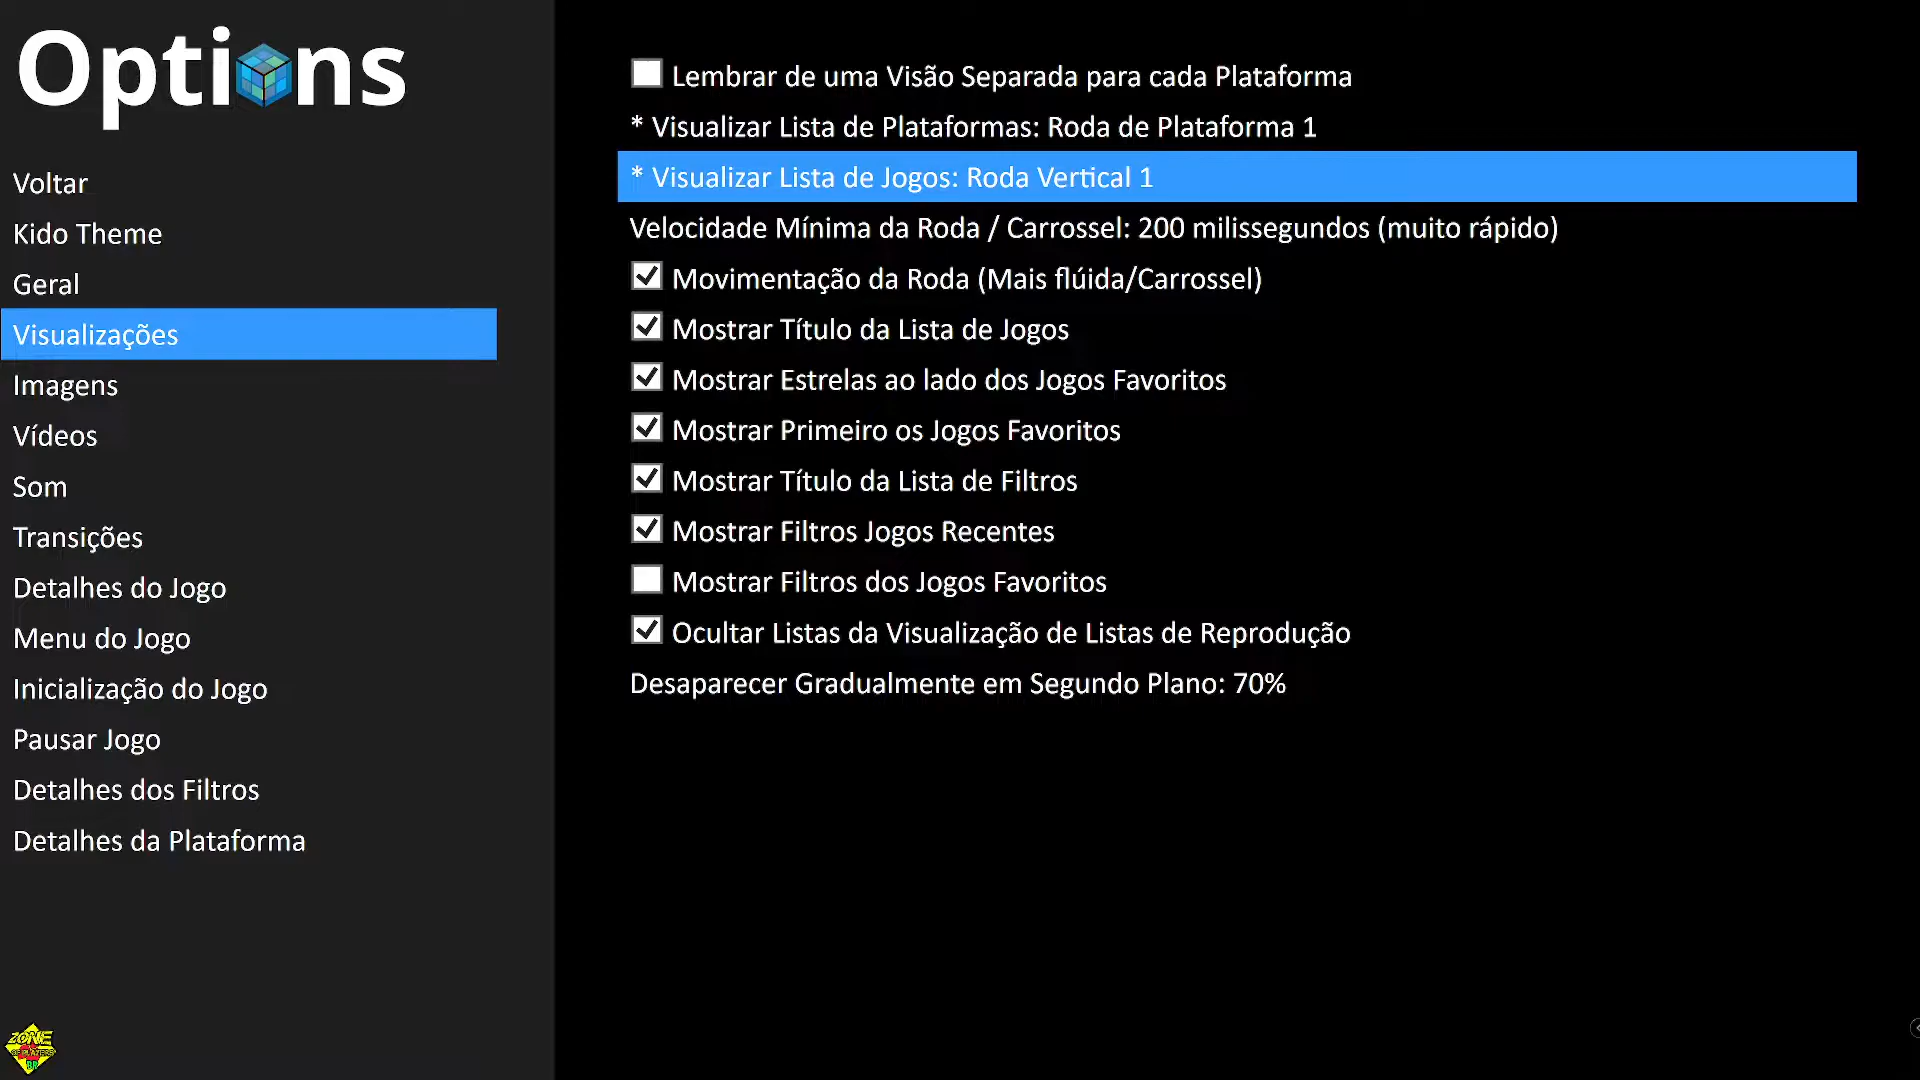 Options
Voltar
Kido Theme
Geral
Visualizações
Imagens
Vídeos
Som
Transições
Detalhes do Jogo
Menu do Jogo
Inicialização do Jogo
Pausar Jogo
Detalhes dos Filtros
Detalhes da Plataforma
Lembrar de uma Visão Separada para cada Plataforma
* Visualizar Lista de Plataformas: Roda de Plataforma 1
* Visualizar Lista de Jogos: Roda Vertical 1
Velocidade Mínima da Roda / Carrossel: 200 milissegundos (muito rápido)
Movimentação da Roda (Mais flúida/Carrossel)
Mostrar Título da Lista de Jogos
Mostrar Estrelas ao lado dos Jogos Favoritos
Mostrar Primeiro os Jogos Favoritos
Mostrar Título da Lista de Filtros
Mostrar Filtros Jogos Recentes
Mostrar Filtros dos Jogos Favoritos
Ocultar Listas da Visualização de Listas de Reprodução
Desaparecer Gradualmente em Segundo Plano: 70%
ZONE
BR